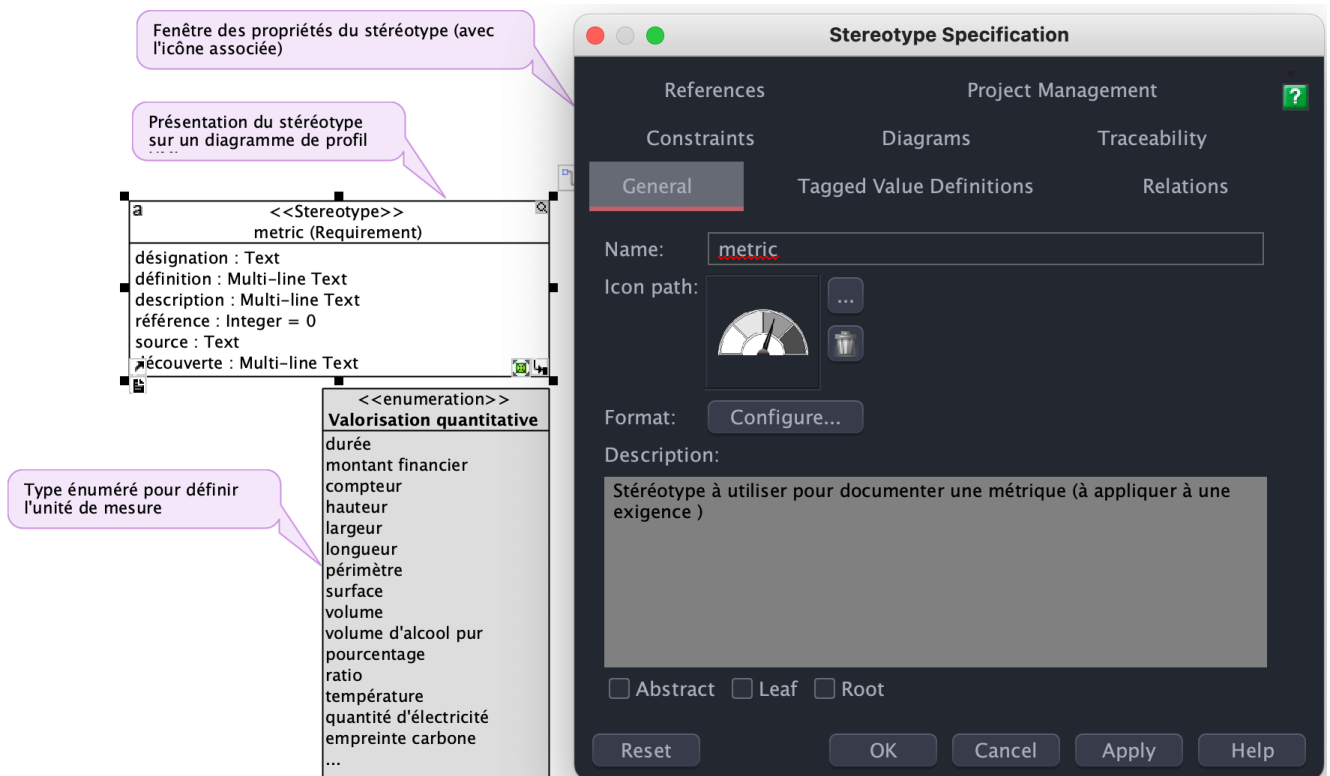 Fenêtre des propriétés du stéréotype (avec
l'icône associée)
Présentation du stéréotype
sur un diagramme de profil
a
<<Stereotype>>
metric (Requirement)
désignation : Text
définition : Multi-line Text
description : Multi-line Text
référence : Integer = 0
source : Text
découverte : Multi-line Text
<<enumeration>>
Valorisation quantitative
durée
montant financier
compteur
hauteur
largeur
longueur
périmètre
surface
volume
volume d'alcool pur
pourcentage
ratio
température
quantité d'électricité
empreinte carbone
...
Type énuméré pour définir
l'unité de mesure
Stereotype Specification
References
Project Management
?
Constraints
Diagrams
Traceability
General
Tagged Value Definitions
Relations
Name:
metric
Icon path:
...
Format:
Configure...
Description:
Stéréotype à utiliser pour documenter une métrique (à appliquer à une
exigence )
Abstract
Leaf
Root
Reset
OK
Cancel
Apply
Help